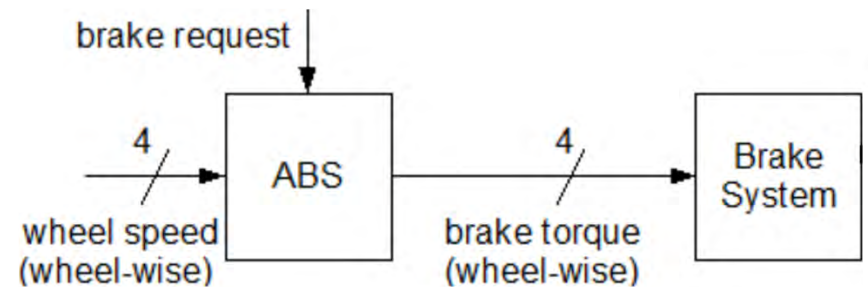 brake request
4
ABS
wheel speed
(wheel-wise)
4
brake torque
(wheel-wise)
Brake
System